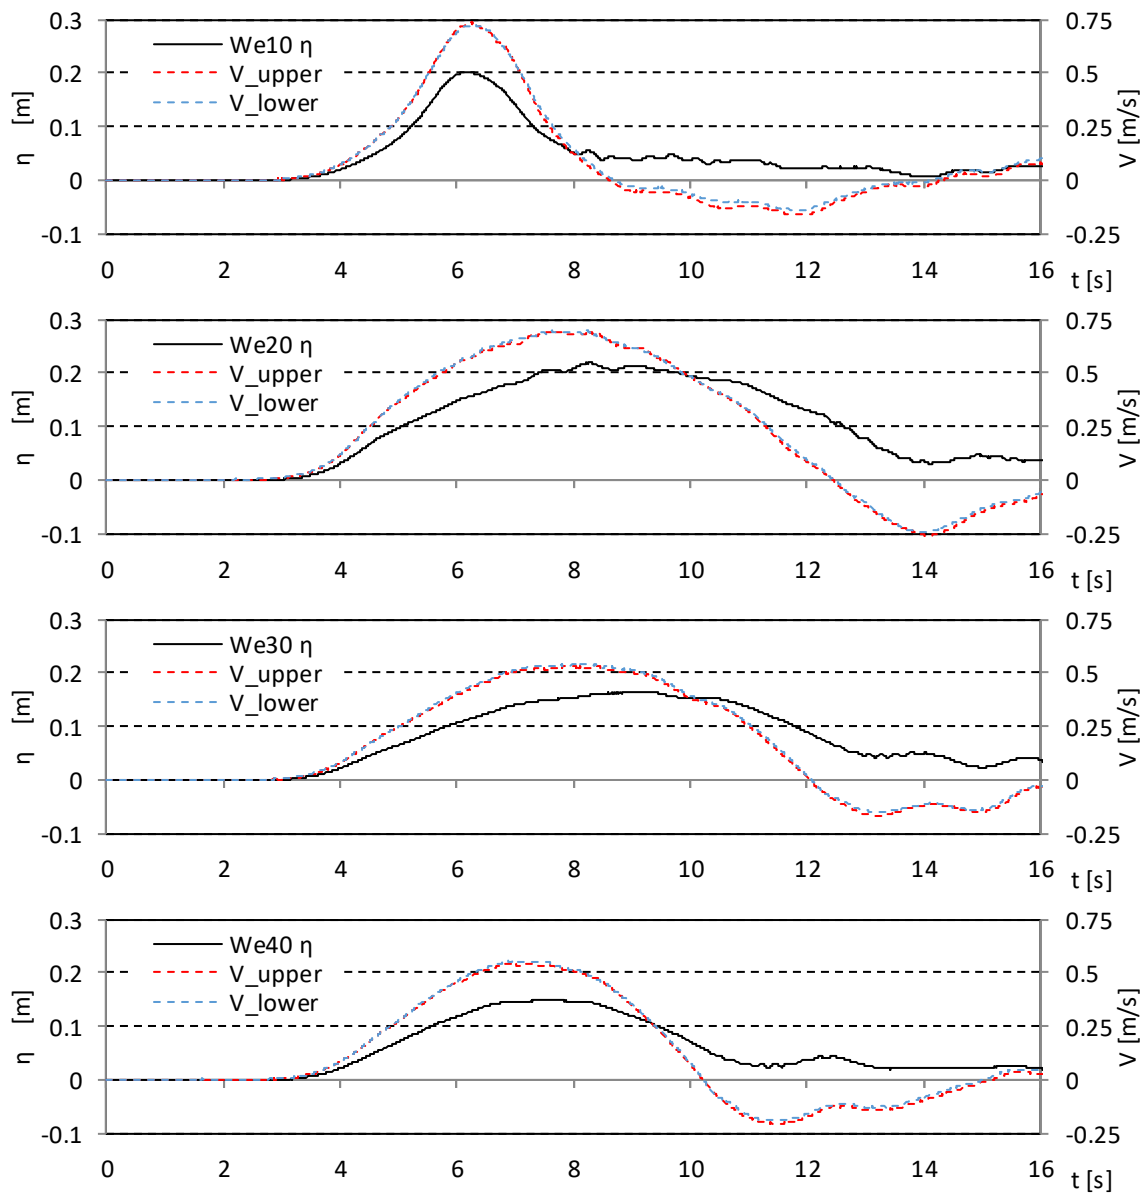 0.3 0.75
We10 η
0.2 0.5
V_upper
V_lower
0.1 0.25
η [m] V [m/s]
0 0
-0.1 -0.25
0 2 4 6 8 10 12 14 16 t [s]
0.3 0.75
We20 η
0.2 0.5
V_upper
V_lower
0.1 0.25
η [m] V [m/s]
0 0
-0.1 -0.25
0 2 4 6 8 10 12 14 16 t [s]
0.3 0.75
We30 η
0.2 0.5
V_upper
V_lower
0.1 0.25
η [m] V [m/s]
0 0
-0.1 -0.25
0 2 4 6 8 10 12 14 16 t [s]
0.3 0.75
We40 η
0.2 0.5
V_upper
V_lower
0.1 0.25
η [m] V [m/s]
0 0
-0.1 -0.25
0 2 4 6 8 10 12 14 16 t [s]